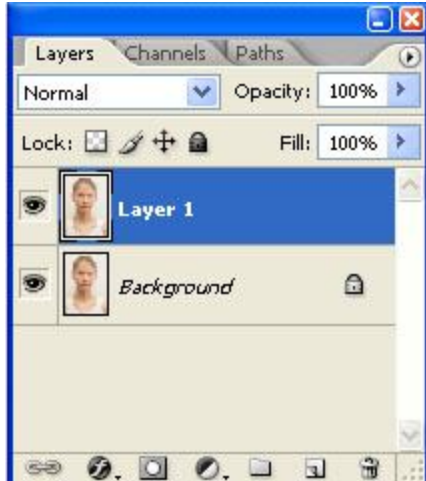 Layers Channels Paths
Normal Opacity: 100%
Lock: Fill: 100%
Layer 1
Background